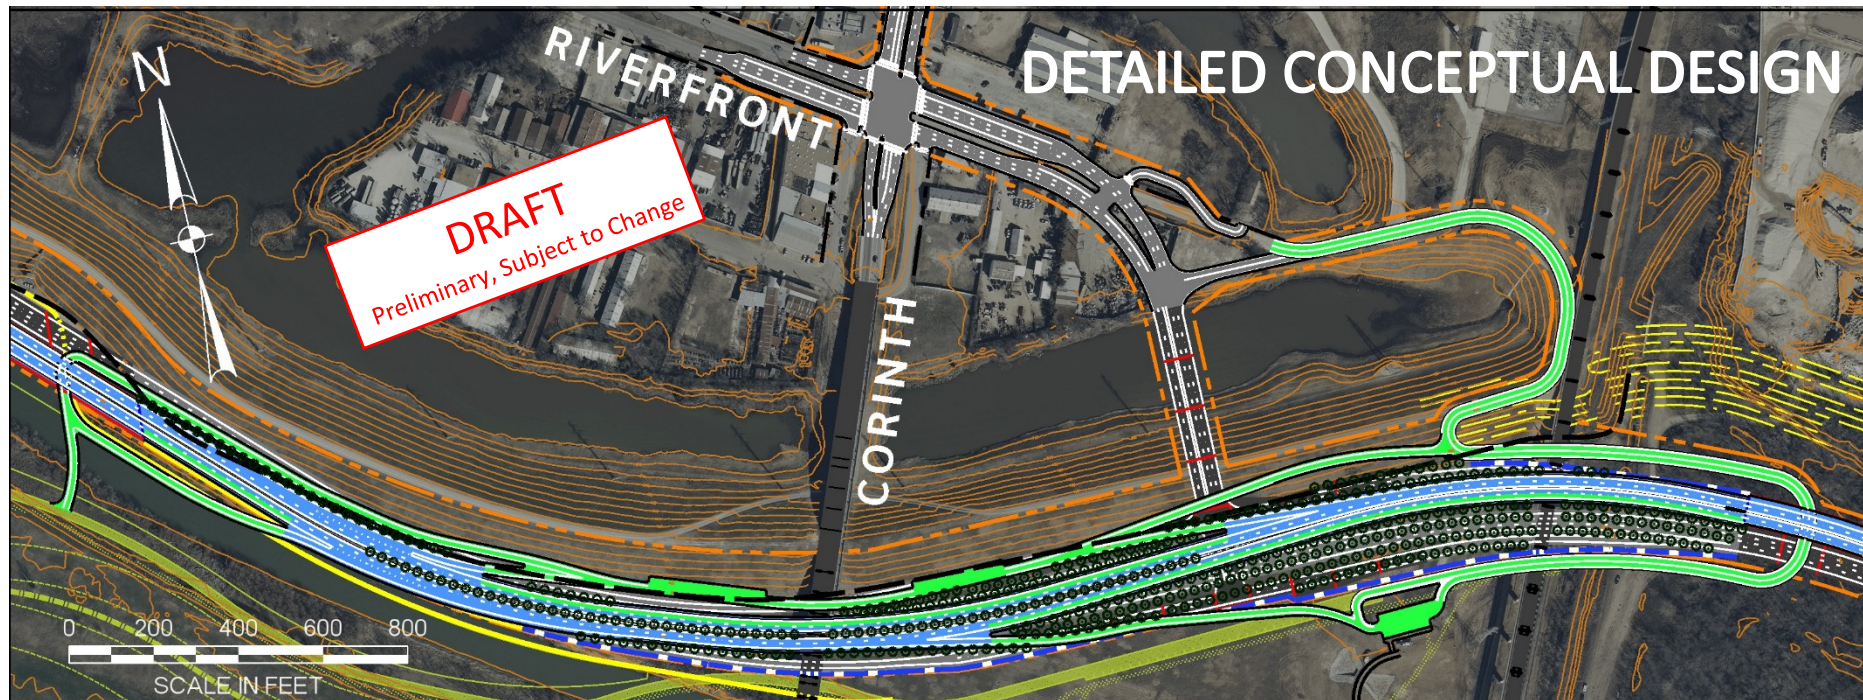 N
RIVERFRONT
DETAILED CONCEPTUAL DESIGN
DRAFT
Preliminary, Subject to Change
CORINTH
0 200 400 600 800
SCALE IN FEET